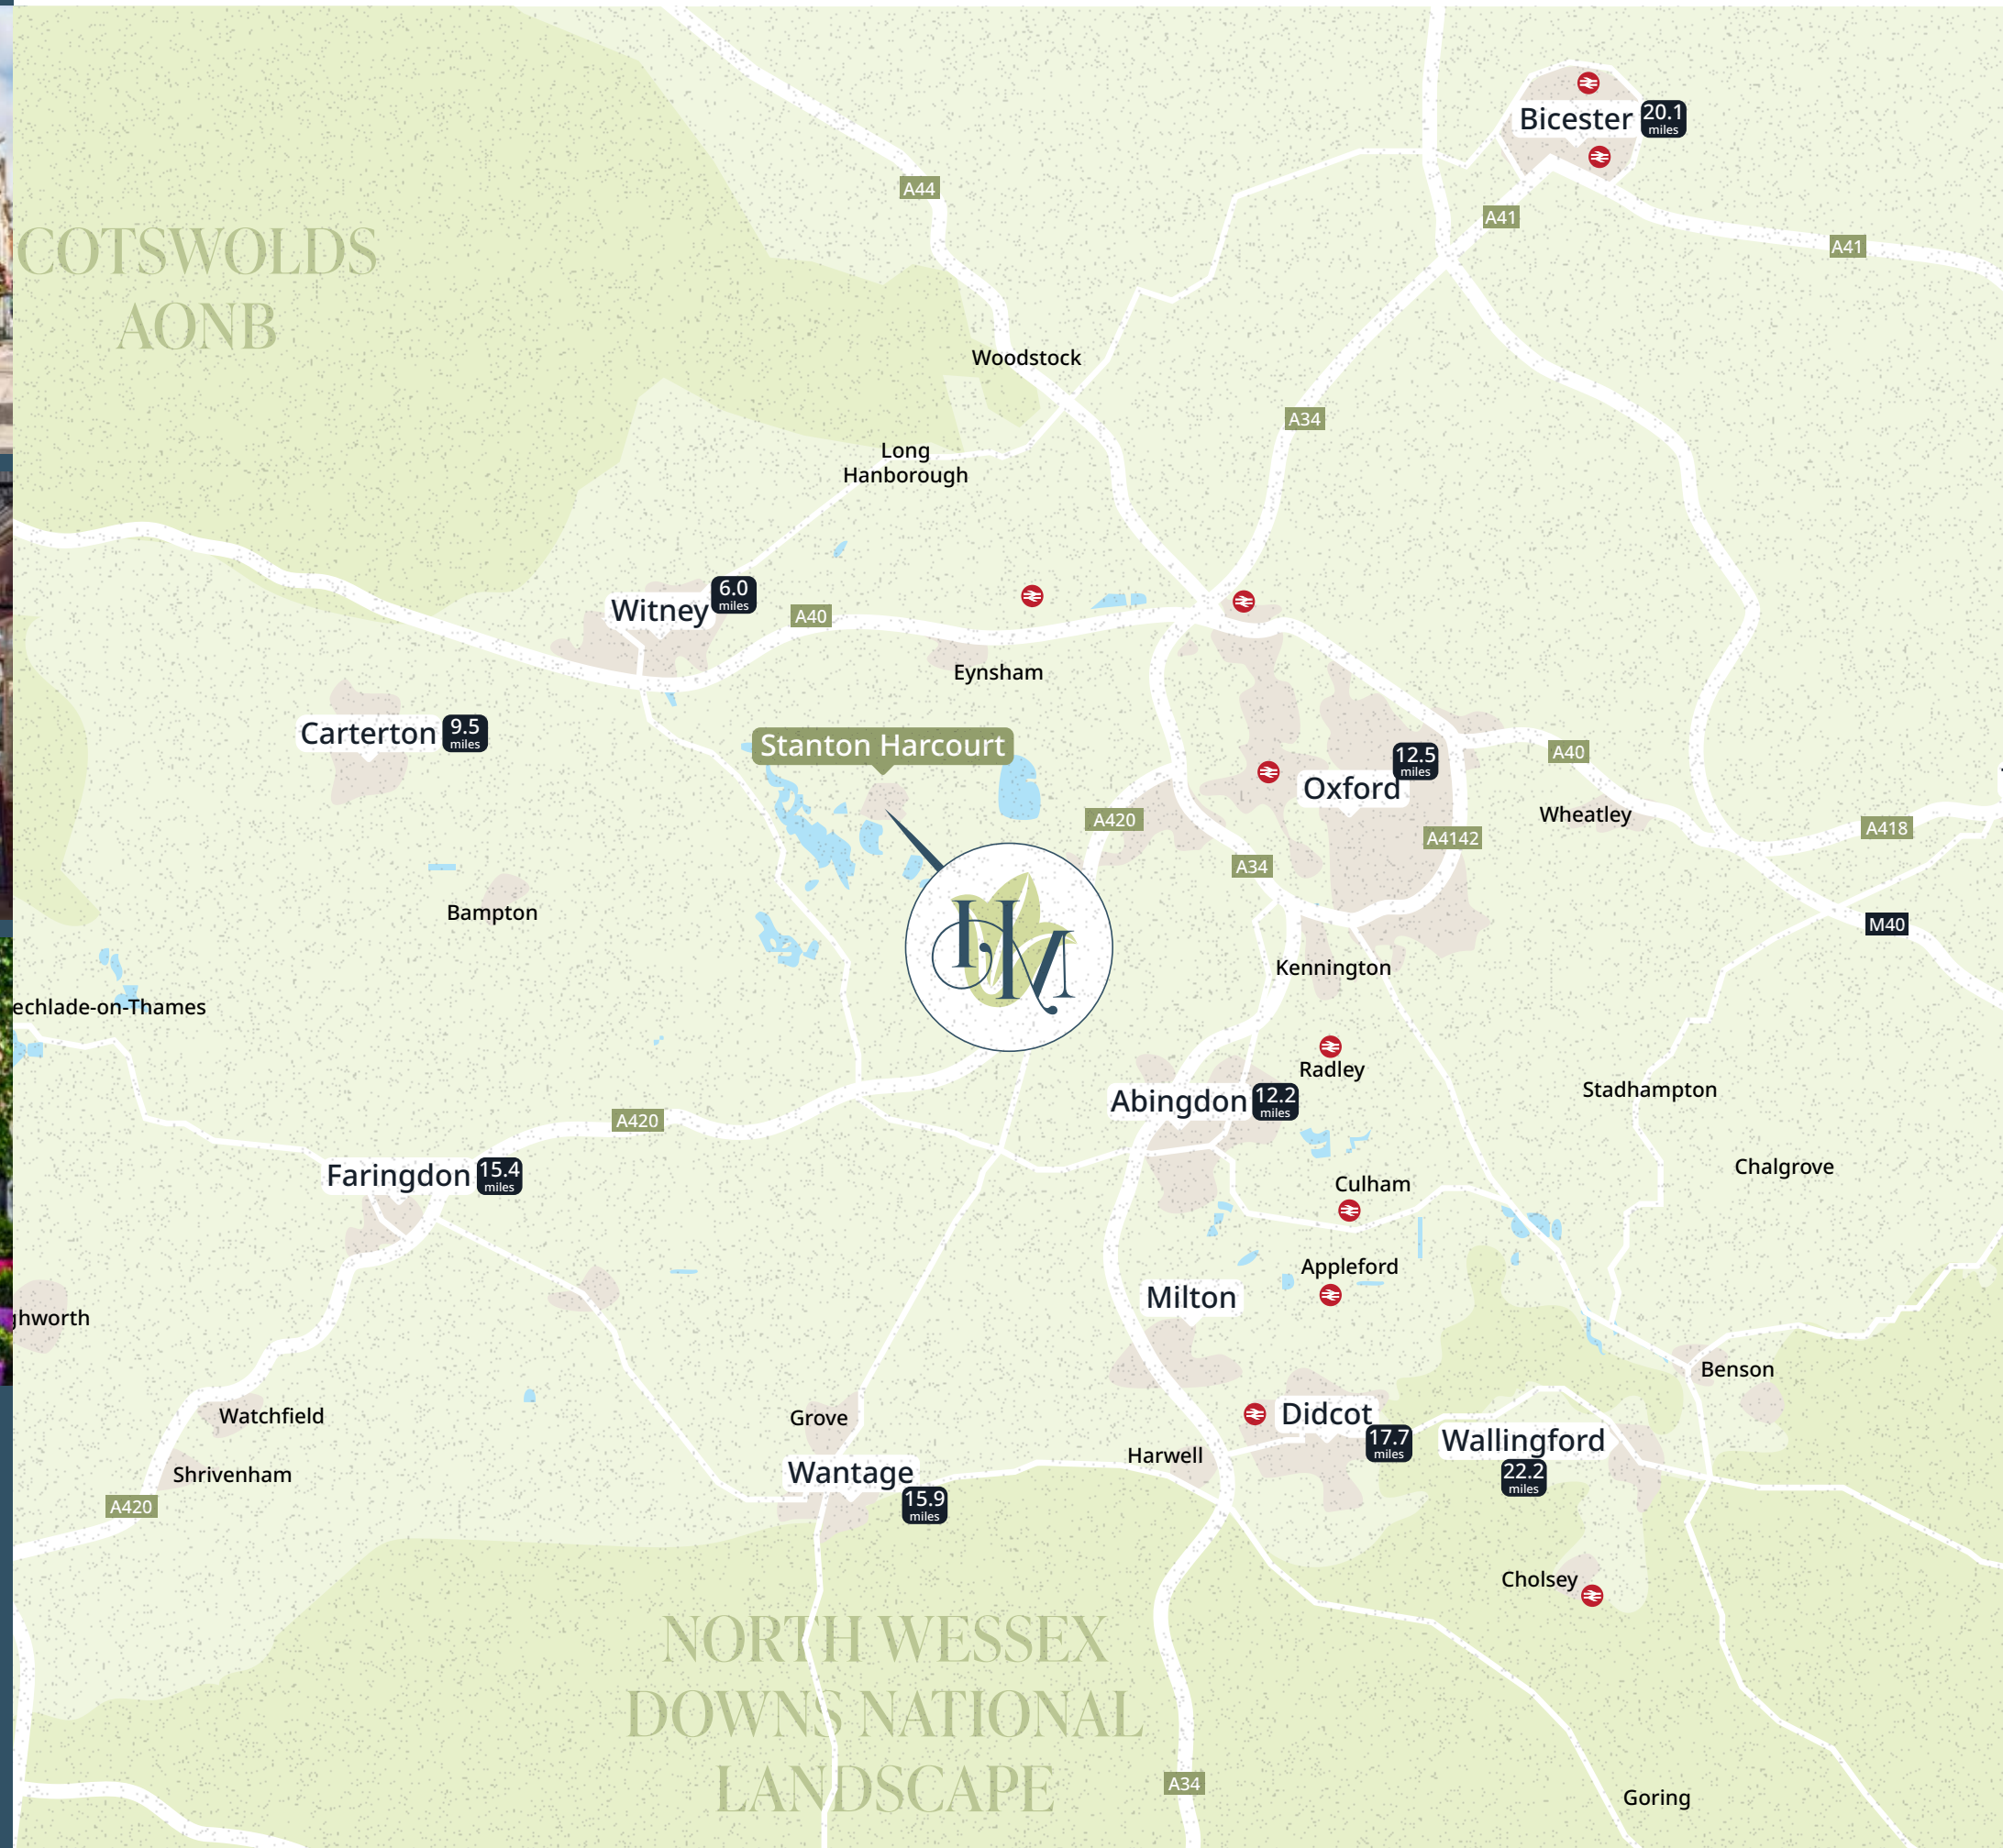 Bicester
20.1
miles
A44
A41
A41
COTSWOLDS
AONB
Woodstock
A34
Long
Hanborough
Witney
6.0
miles
A40
Eynsham
Carterton
9.5
miles
Stanton Harcourt
Oxford
12.5
miles
A40
Wheatley
A420
A4142
A418
A34
Bampton
M40
HM
Kennington
echlade-on-Thames
Radley
Abingdon
12.2
miles
Stadhampton
A420
Faringdon
15.4
miles
Chalgrove
Culham
Appleford
Milton
ghworth
Benson
Watchfield
Grove
Didcot
17.7
miles
Wallingford
22.2
miles
Harwell
Shrivenham
Wantage
15.9
miles
A420
Cholsey
NORTH WESSEX
DOWNS NATIONAL
LANDSCAPE
A34
Goring